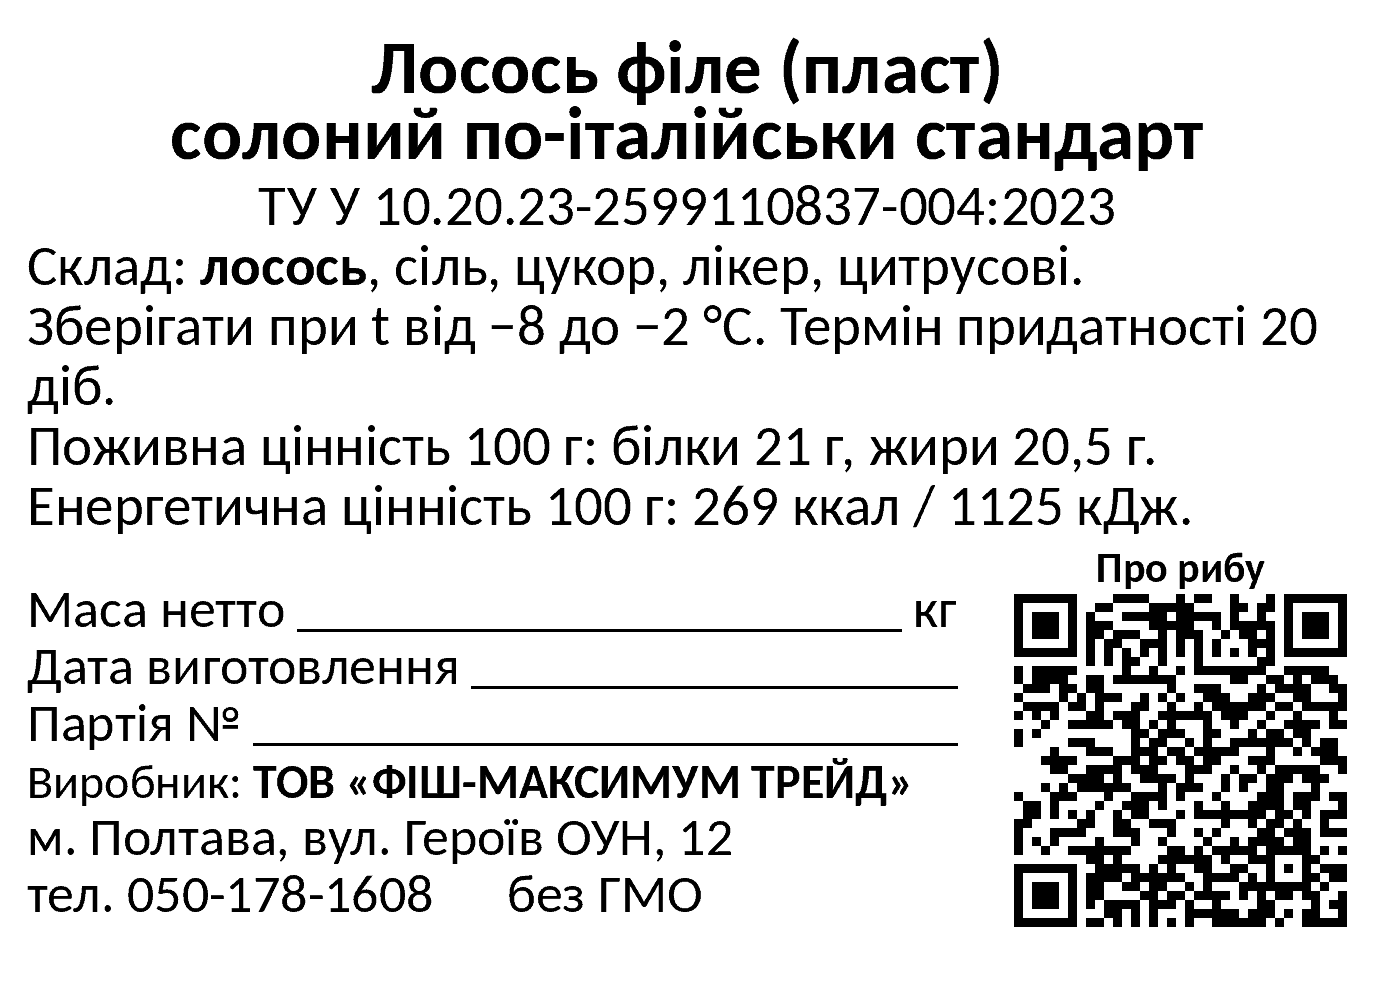 Лосось філе (пласт)
солоний по-італійськи стандарт
ТУ У 10.20.23-2599110837-004:2023
Склад: лосось, сіль, цукор, лікер, цитрусові.
Зберігати при t від −8 до −2 °С. Термін придатності 20
діб.
Поживна цінність 100 г: білки 21 г, жири 20,5 г.
Енергетична цінність 100 г: 269 ккал / 1125 кДж.
Про рибу
Маса нетто ______________________ кг
Дата виготовлення __________________
Партія № __________________________
Виробник: ТОВ «ФІШ-МАКСИМУМ ТРЕЙД»
м. Полтава, вул. Героїв ОУН, 12
тел. 050-178-1608 без ГМО